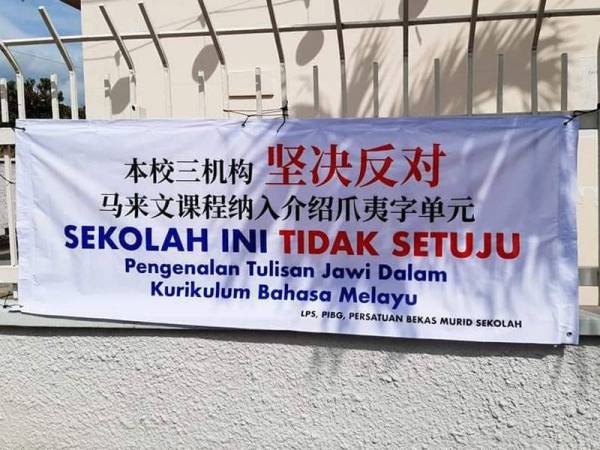 本校三机构 坚决反对
马来文课程纳入介绍爪夷字单元
SEKOLAH INI TIDAK SETUJU
Pengenalan Tulisan Jawi Dalam
Kurikulum Bahasa Melayu
LPS, PIBG, PERSATUAN BEKAS MURID SEKOLAH